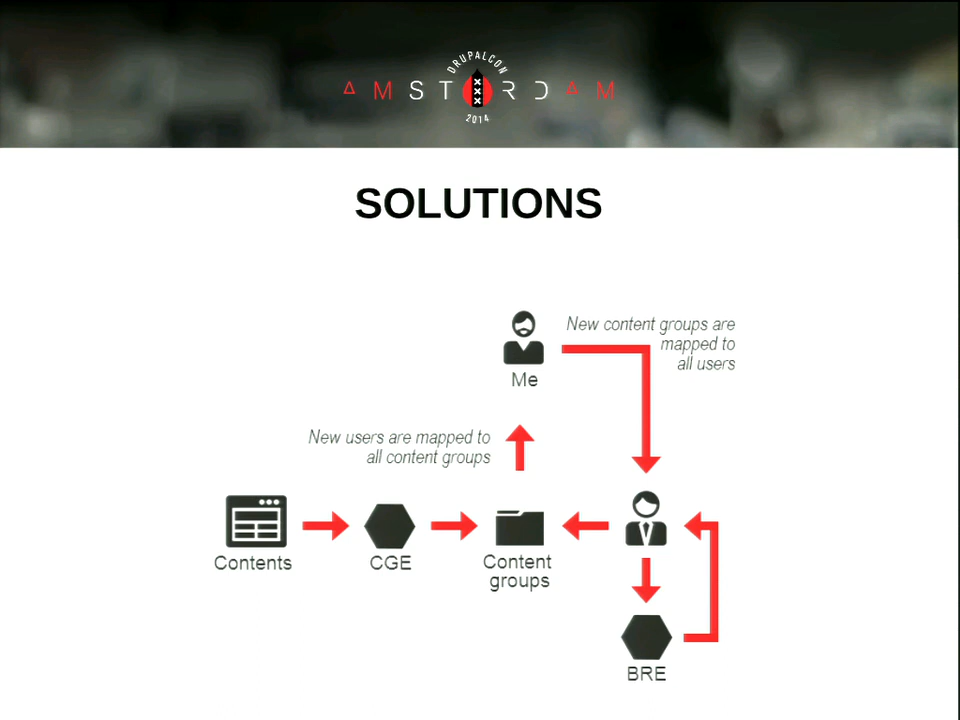 DRUPALCON
AMSTERDAM
2014
SOLUTIONS
New content groups are
mapped to
all users
Me
New users are mapped to
all content groups
Contents
CGE
Content
groups
BRE